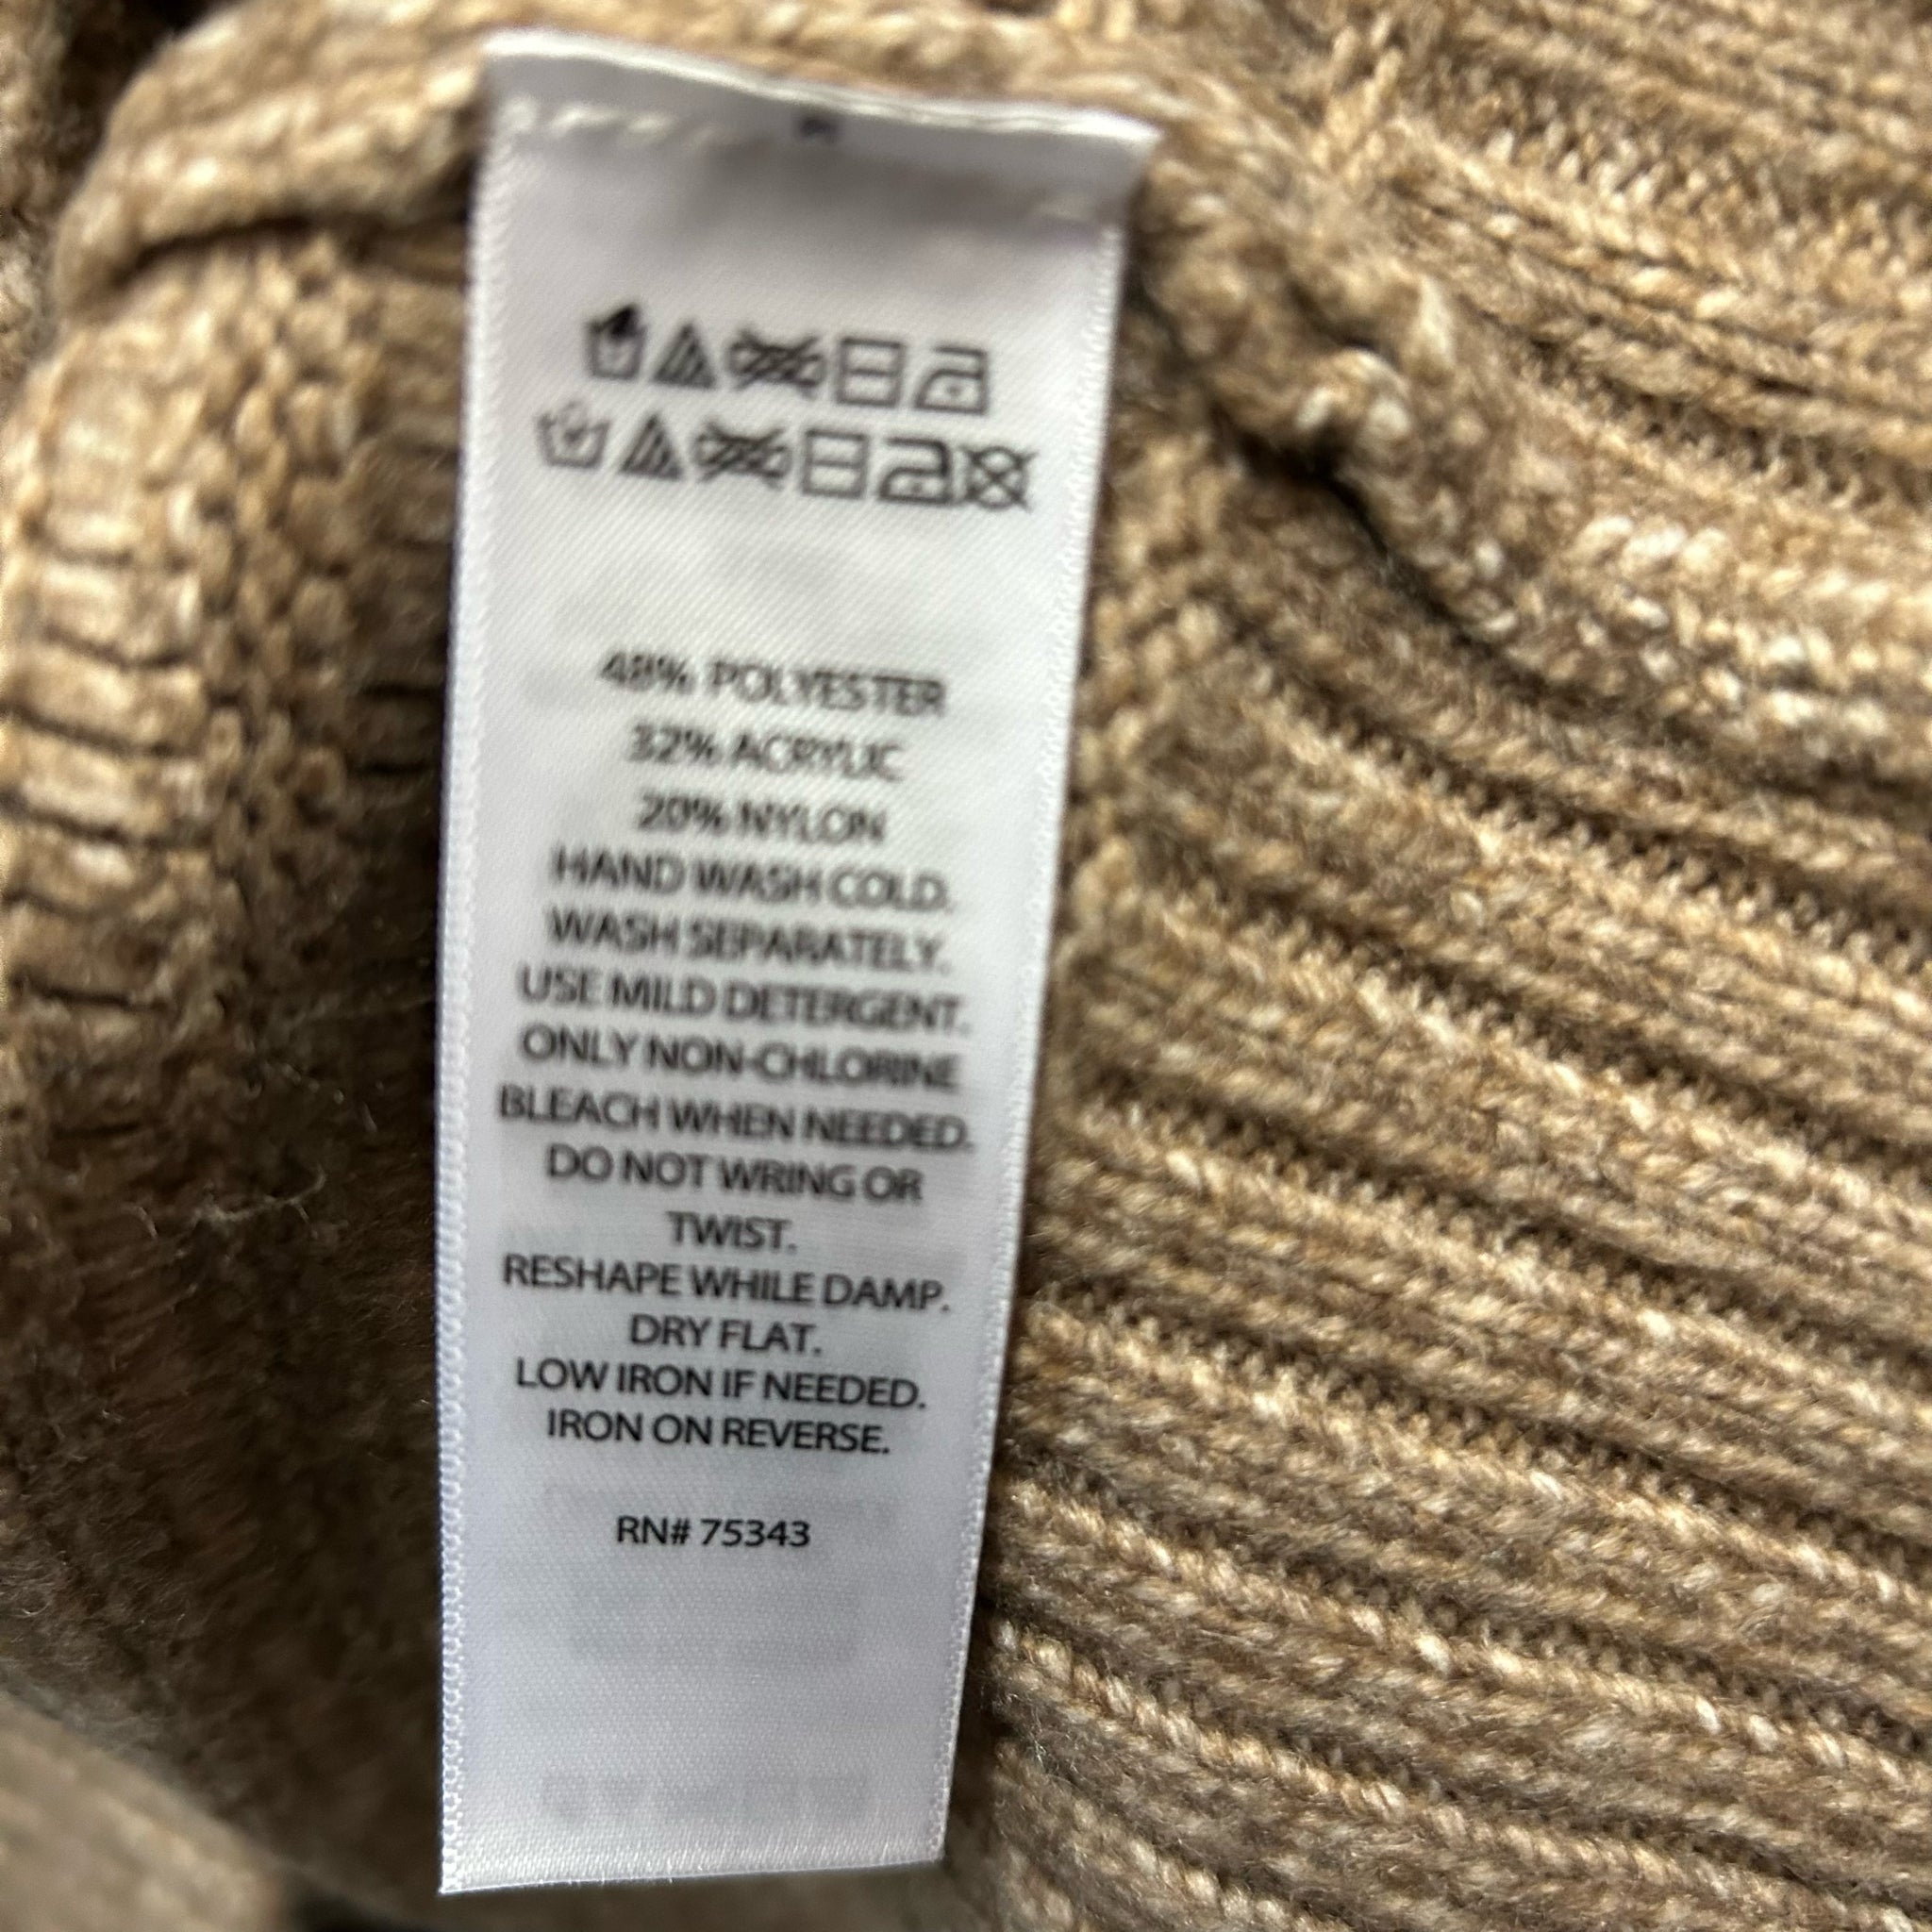 48% POLYESTER
32% ACRYLIC
20% NYLON
HAND WASH COLD.
WASH SEPARATELY.
USE MILD DETERGENT.
ONLY NON-CHLORINE
BLEACH WHEN NEEDED.
DO NOT WRING OR
TWIST.
RESHAPE WHILE DAMP.
DRY FLAT.
LOW IRON IF NEEDED.
IRON ON REVERSE.
RN# 75343